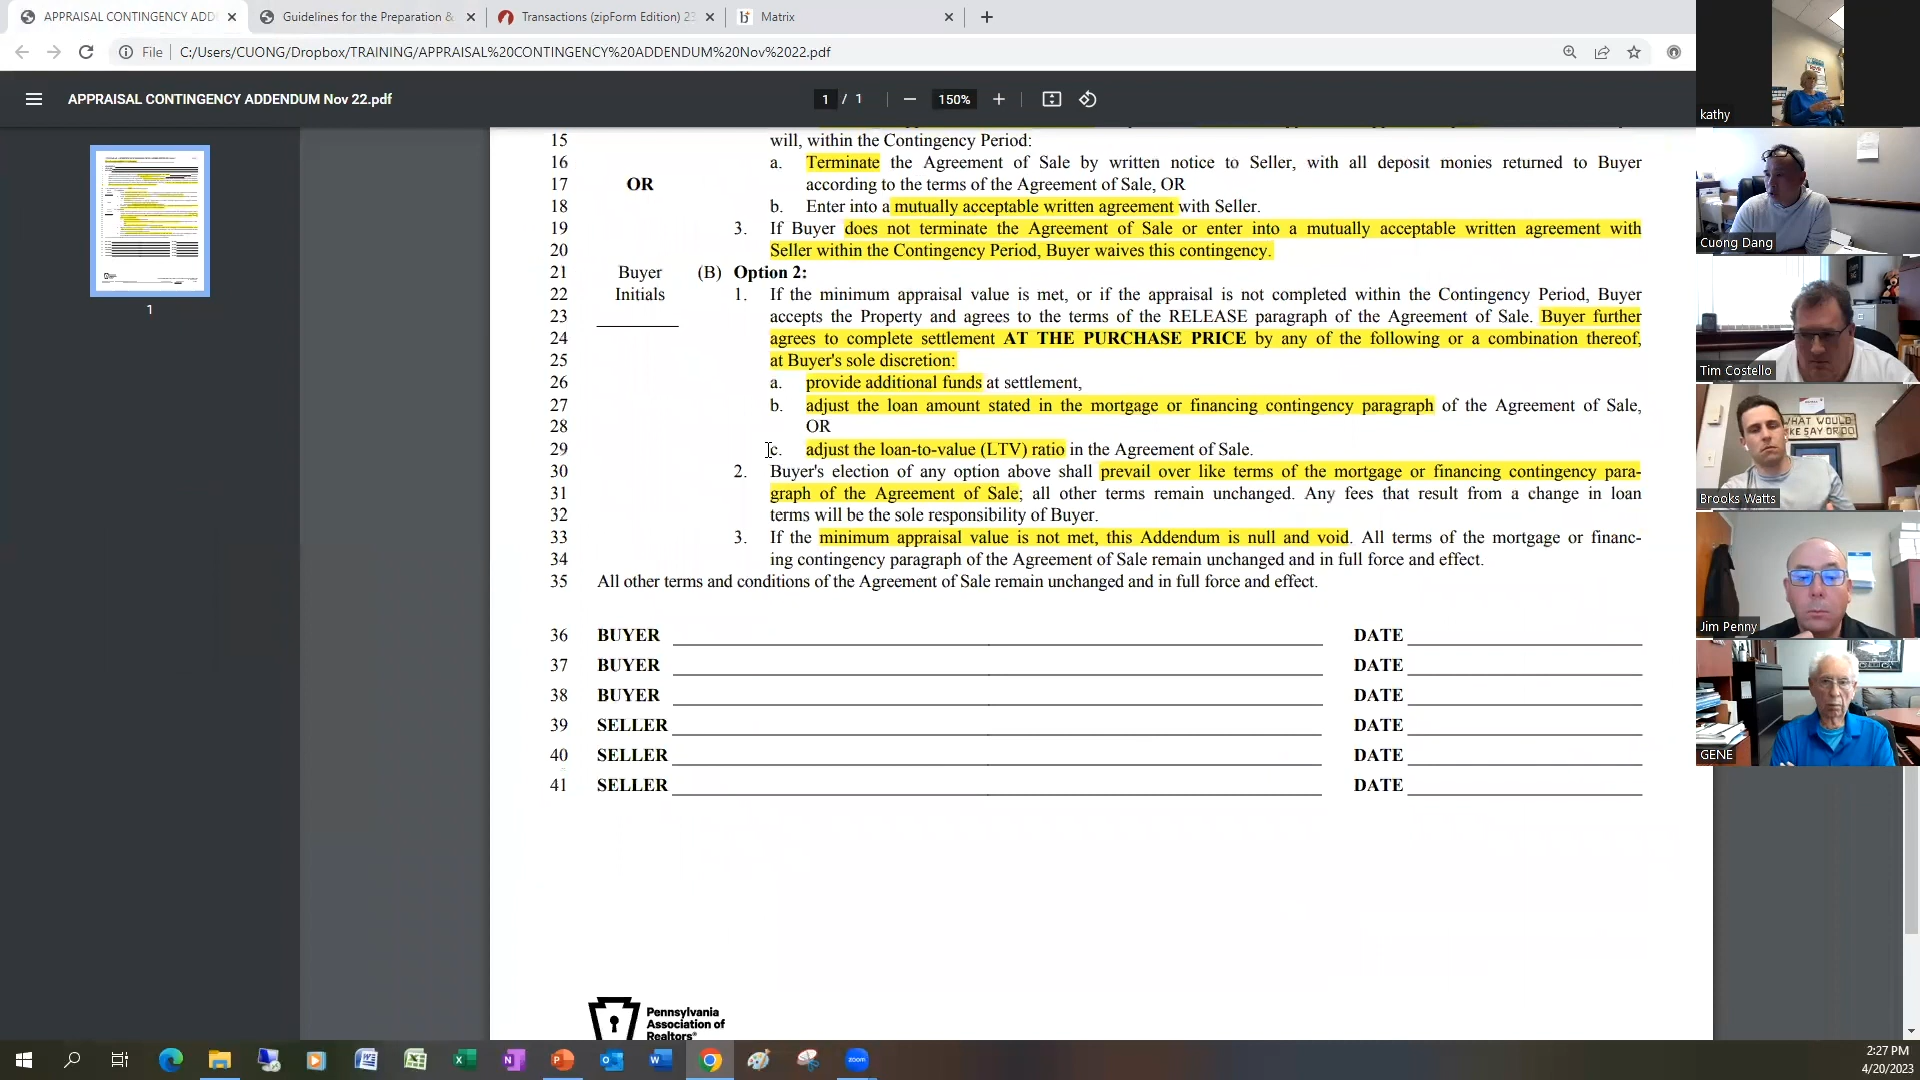 APPRAISAL CONTINGENCY ADD
Guidelines for the Preparation &
Transactions (zipForm Edition) 23
Matrix
File
C:/Users/CUONG/Dropbox/TRAINING/APPRAISAL%20CONTINGENCY%20ADDENDUM%20Nov%2022.pdf
APPRAISAL CONTINGENCY ADDENDUM Nov 22.pdf
1 / 1
150%
1
15 will, within the Contingency Period:
16 a. Terminate the Agreement of Sale by written notice to Seller, with all deposit monies returned to Buyer
17 OR according to the terms of the Agreement of Sale, OR
18 b. Enter into a mutually acceptable written agreement with Seller.
19 3. If Buyer does not terminate the Agreement of Sale or enter into a mutually acceptable written agreement with
20 Seller within the Contingency Period, Buyer waives this contingency.
21 Buyer (B) Option 2:
22 Initials 1. If the minimum appraisal value is met, or if the appraisal is not completed within the Contingency Period, Buyer
23 accepts the Property and agrees to the terms of the RELEASE paragraph of the Agreement of Sale. Buyer further
24 agrees to complete settlement AT THE PURCHASE PRICE by any of the following or a combination thereof,
25 at Buyer's sole discretion:
26 a. provide additional funds at settlement,
27 b. adjust the loan amount stated in the mortgage or financing contingency paragraph of the Agreement of Sale,
28 OR
29 c. adjust the loan-to-value (LTV) ratio in the Agreement of Sale.
30 2. Buyer's election of any option above shall prevail over like terms of the mortgage or financing contingency para-
31 graph of the Agreement of Sale; all other terms remain unchanged. Any fees that result from a change in loan
32 terms will be the sole responsibility of Buyer.
33 3. If the minimum appraisal value is not met, this Addendum is null and void. All terms of the mortgage or financ-
34 ing contingency paragraph of the Agreement of Sale remain unchanged and in full force and effect.
35 All other terms and conditions of the Agreement of Sale remain unchanged and in full force and effect.
36 BUYER DATE
37 BUYER DATE
38 BUYER DATE
39 SELLER DATE
40 SELLER DATE
41 SELLER DATE
Pennsylvania
Association of
Realtors®
kathy
Cuong Dang
Tim Costello
Brooks Watts
Jim Penny
GENE
zoom
2:27 PM
4/20/2023